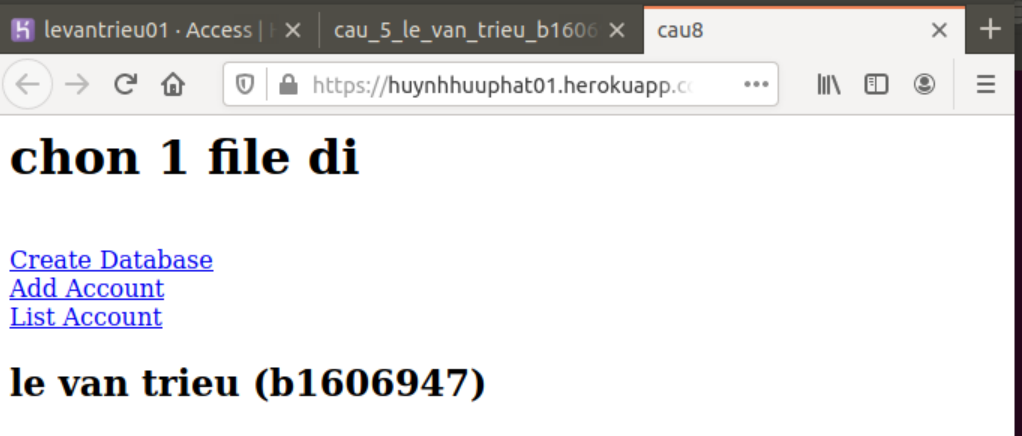 levantrieu01 · Access |
cau_5_le_van_trieu_b1606
cau8
https://huynhhuuphat01.herokuapp.c
chon 1 file di
Create Database
Add Account
List Account
le van trieu (b1606947)